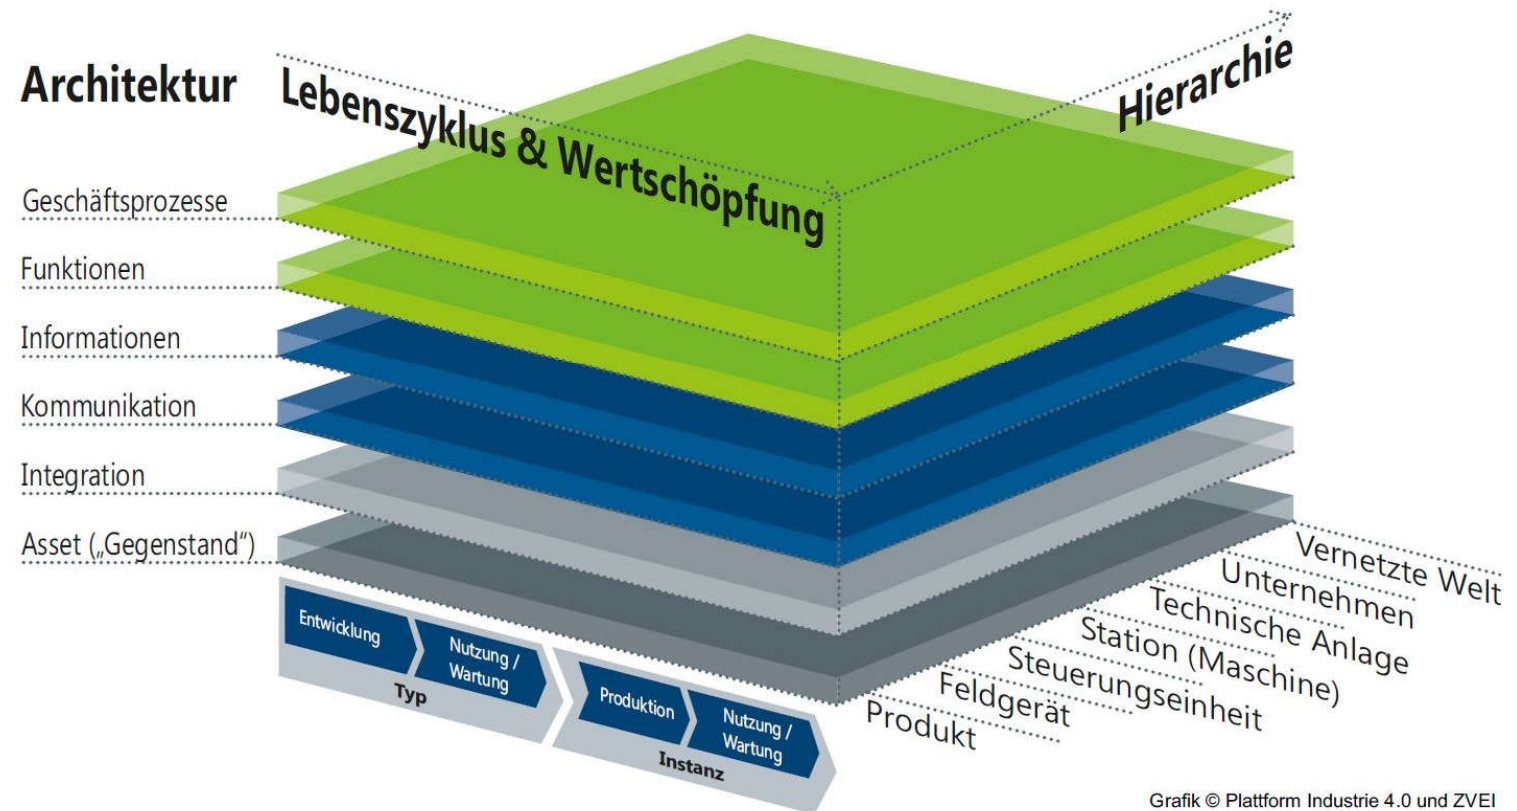 Architektur
Lebenszyklus & Wertschöpfung
Hierarchie
Geschäftsprozesse
Funktionen
Informationen
Kommunikation
Integration
Asset („Gegenstand“)
Entwicklung
Nutzung /
Wartung
Typ
Produktion
Nutzung /
Wartung
Instanz
Vernetzte Welt
Unternehmen
Technische Anlage
Station (Maschine)
Steuerungseinheit
Feldgerät
Produkt
Grafik © Plattform Industrie 4.0 und ZVEI